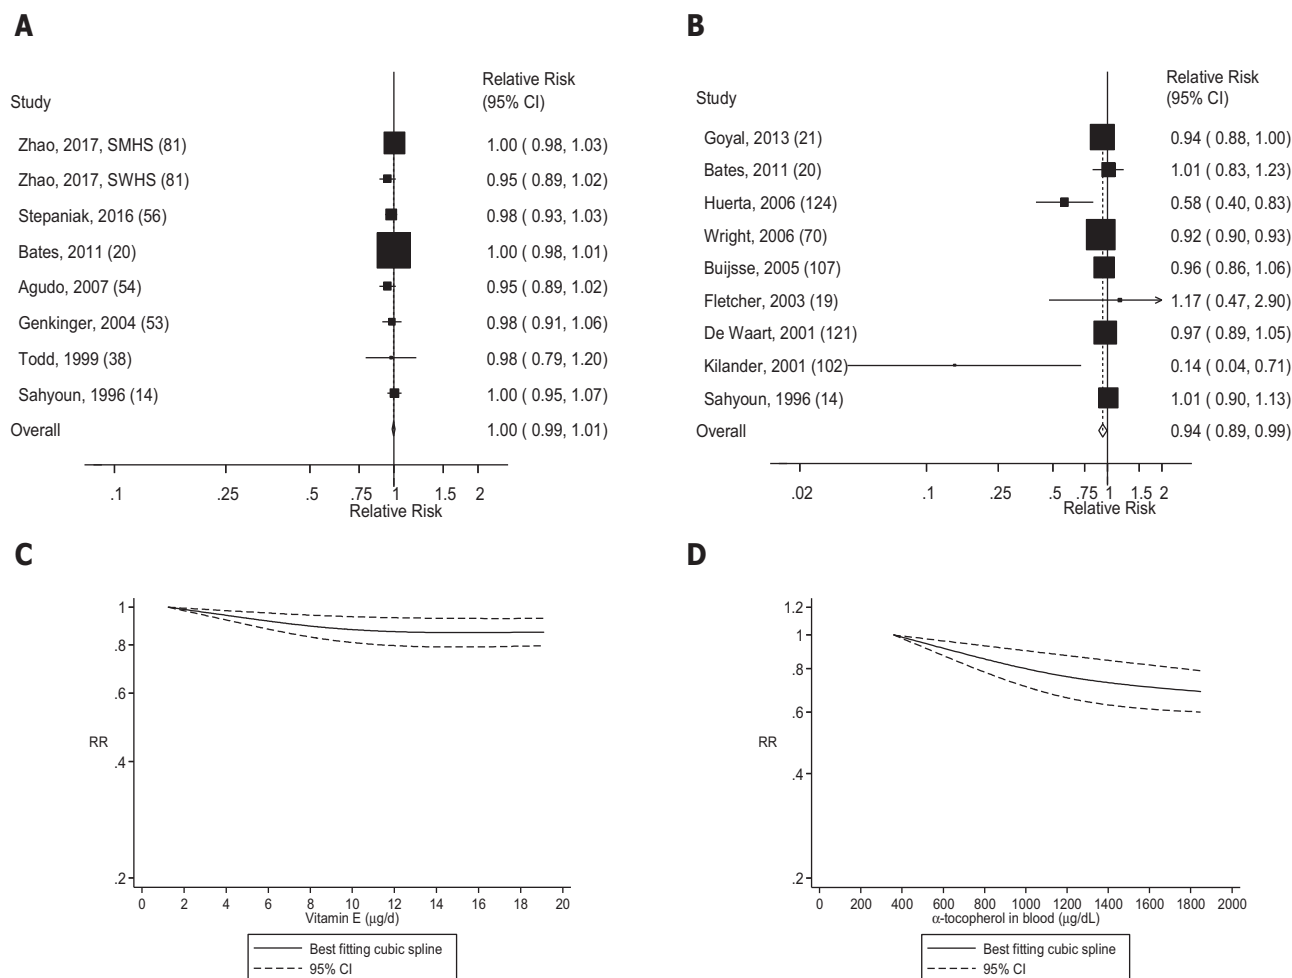 A
Relative Risk
(95% CI)
Study
Zhao, 2017, SMHS (81) 1.00 ( 0.98, 1.03)
Zhao, 2017, SWHS (81) 0.95 ( 0.89, 1.02)
Stepaniak, 2016 (56) 0.98 ( 0.93, 1.03)
Bates, 2011 (20) 1.00 ( 0.98, 1.01)
Agudo, 2007 (54) 0.95 ( 0.89, 1.02)
Genkinger, 2004 (53) 0.98 ( 0.91, 1.06)
Todd, 1999 (38) 0.98 ( 0.79, 1.20)
Sahyoun, 1996 (14) 1.00 ( 0.95, 1.07)
Overall 1.00 ( 0.99, 1.01)
.1 .25 .5 .75 1 1.5 2
Relative Risk
B
Relative Risk
(95% CI)
Study
Goyal, 2013 (21) 0.94 ( 0.88, 1.00)
Bates, 2011 (20) 1.01 ( 0.83, 1.23)
Huerta, 2006 (124) 0.58 ( 0.40, 0.83)
Wright, 2006 (70) 0.92 ( 0.90, 0.93)
Buijsse, 2005 (107) 0.96 ( 0.86, 1.06)
Fletcher, 2003 (19) 1.17 ( 0.47, 2.90)
De Waart, 2001 (121) 0.97 ( 0.89, 1.05)
Kilander, 2001 (102) 0.14 ( 0.04, 0.71)
Sahyoun, 1996 (14) 1.01 ( 0.90, 1.13)
Overall 0.94 ( 0.89, 0.99)
.02 .1 .25 .5 .75 1 1.5 2
Relative Risk
C
1
.8
.6
RR
.4
.2
0 2 4 6 8 10 12 14 16 18 20
Vitamin E (µg/d)
Best fitting cubic spline
95% CI
D
1.2
1
.8
.6
RR
.4
.2
0 200 400 600 800 1000 1200 1400 1600 1800 2000
α-tocopherol in blood (µg/dL)
Best fitting cubic spline
95% CI